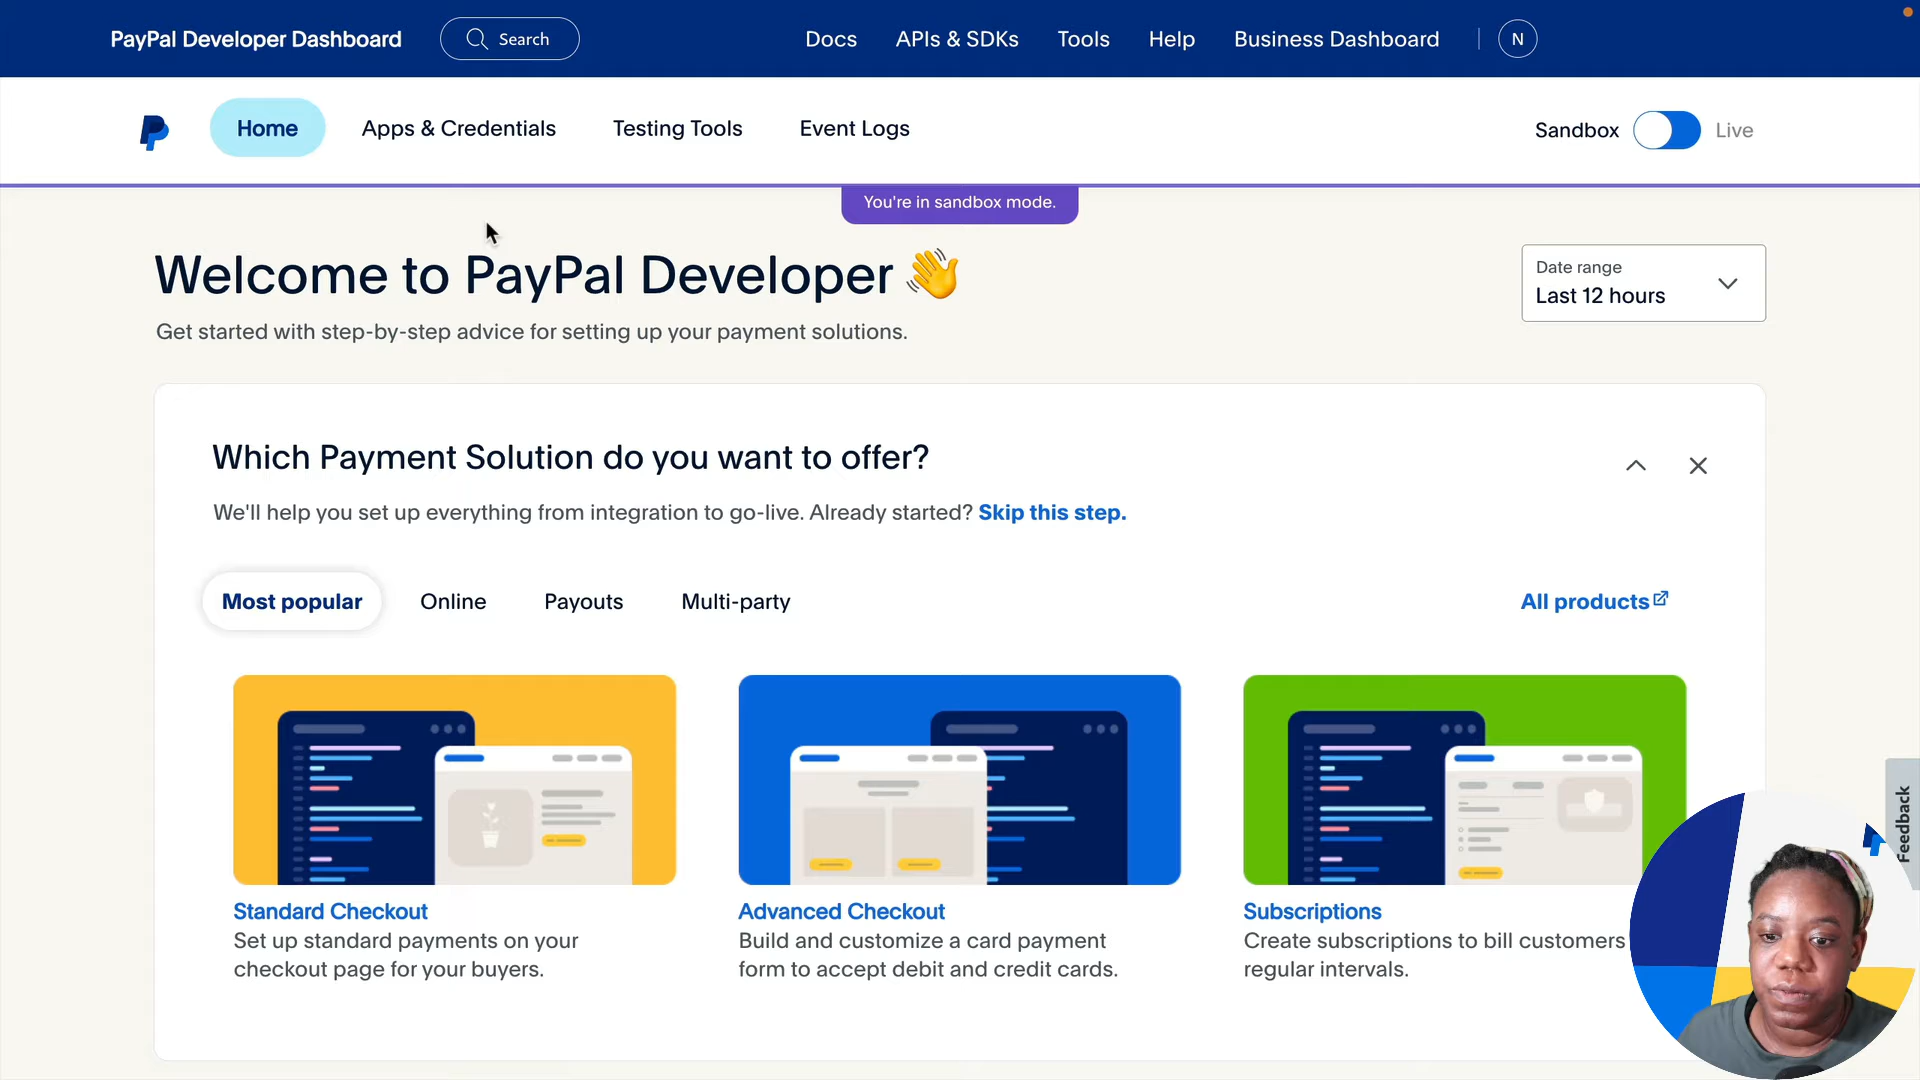 PayPal Developer Dashboard
Search
Docs
APIs & SDKs
Tools
Help
Business Dashboard
N
Home
Apps & Credentials
Testing Tools
Event Logs
Sandbox
Live
You're in sandbox mode.
Welcome to PayPal Developer 👋
Get started with step-by-step advice for setting up your payment solutions.
Date range
Last 12 hours
Which Payment Solution do you want to offer?
We'll help you set up everything from integration to go-live. Already started? Skip this step.
Most popular
Online
Payouts
Multi-party
All products
Standard Checkout
Set up standard payments on your
checkout page for your buyers.
Advanced Checkout
Build and customize a card payment
form to accept debit and credit cards.
Subscriptions
Create subscriptions to bill customers
regular intervals.
Feedback